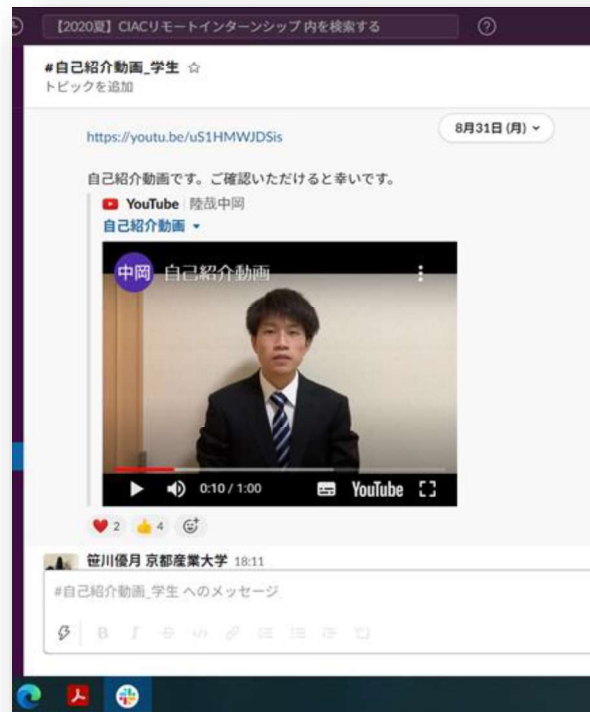 【2020夏】CIACリモートインターンシップ 内を検索する
#自己紹介動画_学生
トピックを追加
8月31日 (月)
https://youtu.be/uS1HMWJDSis
自己紹介動画です。ご確認いただけると幸いです。
YouTube 陸哉中岡
自己紹介動画
中岡 自己紹介動画
0:10 / 1:00 YouTube
2 4
笹川優月 京都産業大学 18:11
#自己紹介動画_学生 へのメッセージ
B I S </>